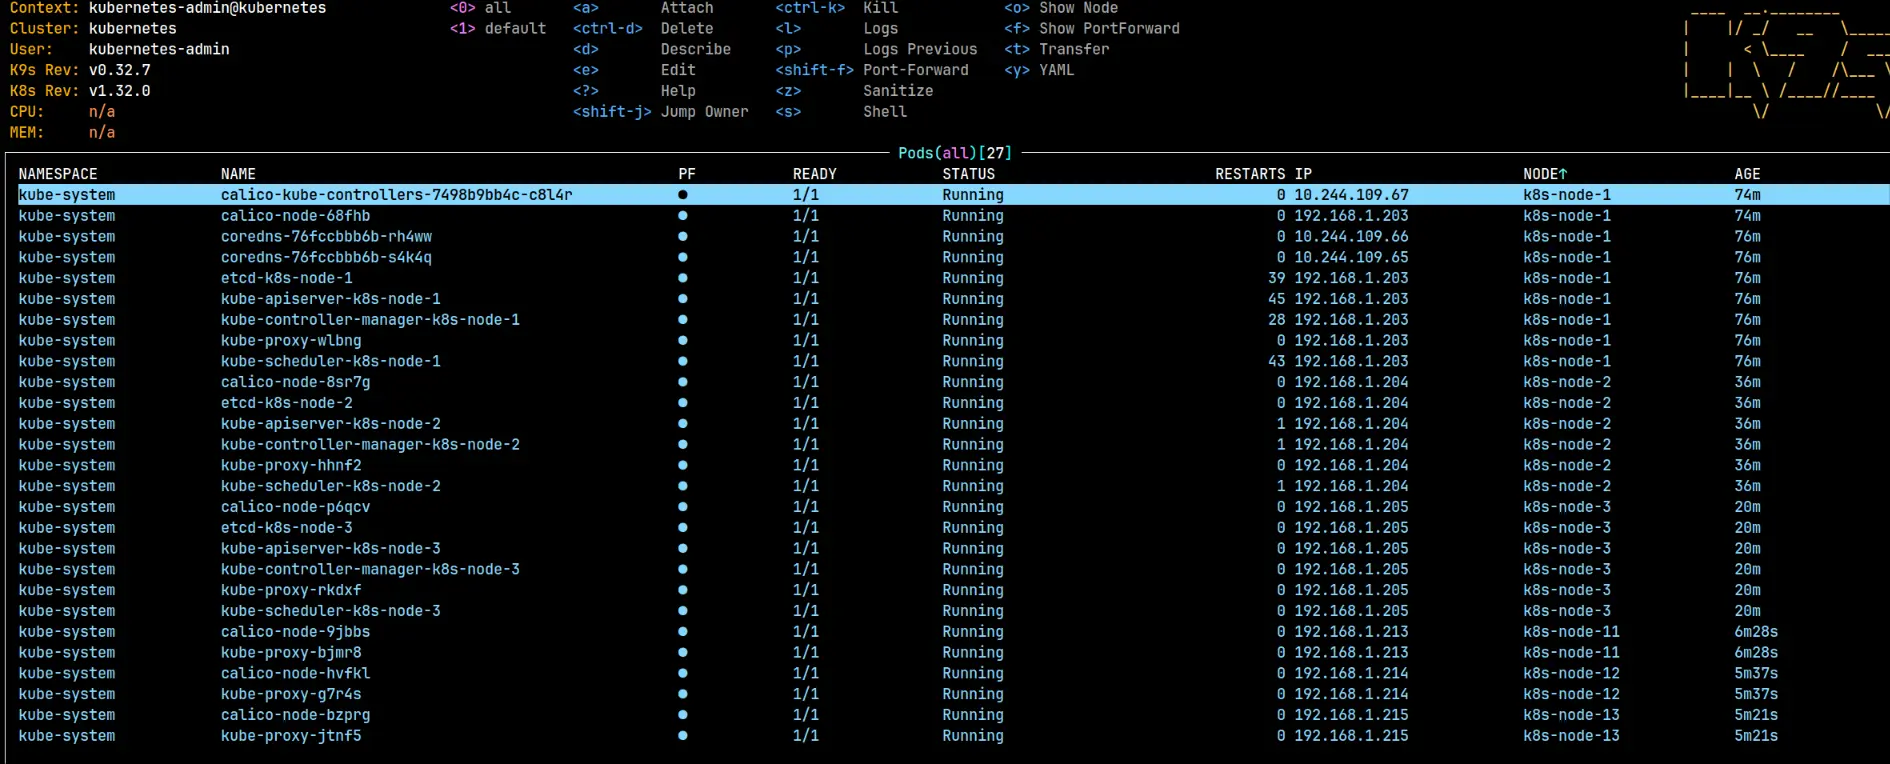 Context: kubernetes-admin@kubernetes <0> all <a> Attach <ctrl-k> Kill <o> Show Node
Cluster: kubernetes <1> default <ctrl-d> Delete <l> Logs <f> Show PortForward
User: kubernetes-admin <d> Describe <p> Logs Previous <t> Transfer
K9s Rev: v0.32.7 <e> Edit <shift-f> Port-Forward <y> YAML
K8s Rev: v1.32.0 <?> Help <z> Sanitize
CPU: n/a <shift-j> Jump Owner <s> Shell
MEM: n/a
Pods(all)[27]
NAMESPACE NAME PF READY STATUS RESTARTS IP NODE↑ AGE
kube-system calico-kube-controllers-7498b9bb4c-c8l4r ● 1/1 Running 0 10.244.109.67 k8s-node-1 74m
kube-system calico-node-68fhb ● 1/1 Running 0 192.168.1.203 k8s-node-1 74m
kube-system coredns-76fccbbb6b-rh4ww ● 1/1 Running 0 10.244.109.66 k8s-node-1 76m
kube-system coredns-76fccbbb6b-s4k4q ● 1/1 Running 0 10.244.109.65 k8s-node-1 76m
kube-system etcd-k8s-node-1 ● 1/1 Running 39 192.168.1.203 k8s-node-1 76m
kube-system kube-apiserver-k8s-node-1 ● 1/1 Running 45 192.168.1.203 k8s-node-1 76m
kube-system kube-controller-manager-k8s-node-1 ● 1/1 Running 28 192.168.1.203 k8s-node-1 76m
kube-system kube-proxy-wlbng ● 1/1 Running 0 192.168.1.203 k8s-node-1 76m
kube-system kube-scheduler-k8s-node-1 ● 1/1 Running 43 192.168.1.203 k8s-node-1 76m
kube-system calico-node-8sr7g ● 1/1 Running 0 192.168.1.204 k8s-node-2 36m
kube-system etcd-k8s-node-2 ● 1/1 Running 0 192.168.1.204 k8s-node-2 36m
kube-system kube-apiserver-k8s-node-2 ● 1/1 Running 1 192.168.1.204 k8s-node-2 36m
kube-system kube-controller-manager-k8s-node-2 ● 1/1 Running 1 192.168.1.204 k8s-node-2 36m
kube-system kube-proxy-hhnf2 ● 1/1 Running 0 192.168.1.204 k8s-node-2 36m
kube-system kube-scheduler-k8s-node-2 ● 1/1 Running 1 192.168.1.204 k8s-node-2 36m
kube-system calico-node-p6qcv ● 1/1 Running 0 192.168.1.205 k8s-node-3 20m
kube-system etcd-k8s-node-3 ● 1/1 Running 0 192.168.1.205 k8s-node-3 20m
kube-system kube-apiserver-k8s-node-3 ● 1/1 Running 0 192.168.1.205 k8s-node-3 20m
kube-system kube-controller-manager-k8s-node-3 ● 1/1 Running 0 192.168.1.205 k8s-node-3 20m
kube-system kube-proxy-rkdxf ● 1/1 Running 0 192.168.1.205 k8s-node-3 20m
kube-system kube-scheduler-k8s-node-3 ● 1/1 Running 0 192.168.1.205 k8s-node-3 20m
kube-system calico-node-9jbbs ● 1/1 Running 0 192.168.1.213 k8s-node-11 6m28s
kube-system kube-proxy-bjmr8 ● 1/1 Running 0 192.168.1.213 k8s-node-11 6m28s
kube-system calico-node-hvfkl ● 1/1 Running 0 192.168.1.214 k8s-node-12 5m37s
kube-system kube-proxy-g7r4s ● 1/1 Running 0 192.168.1.214 k8s-node-12 5m37s
kube-system calico-node-bzprg ● 1/1 Running 0 192.168.1.215 k8s-node-13 5m21s
kube-system kube-proxy-jtnf5 ● 1/1 Running 0 192.168.1.215 k8s-node-13 5m21s